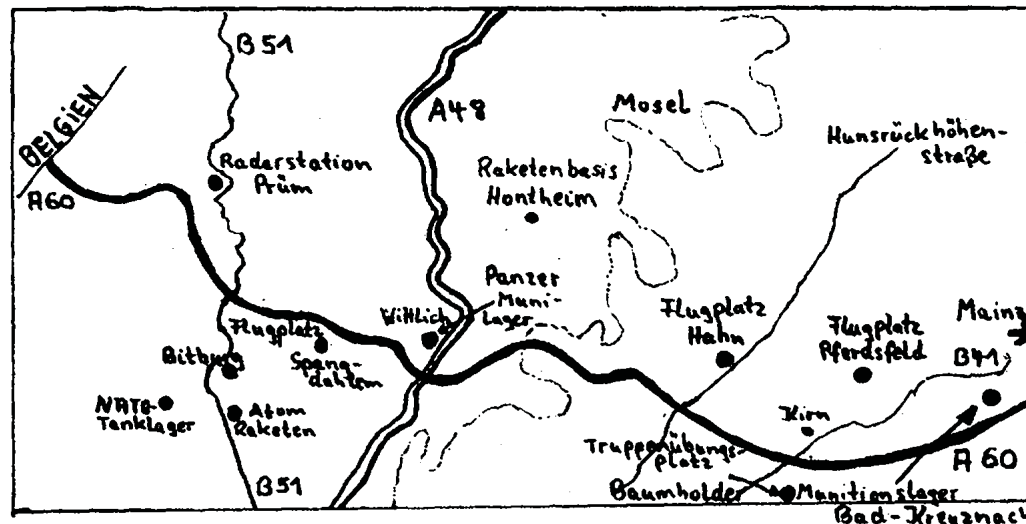 B51
BELGIEN
A60
Radarstation
Prüm
A48
Mosel
Raketenbasis
Hontheim
Hunsrückhöhen-
straße
Panzer
Muni-
Lager
Wittlich
Flugplatz
Spang-
dahlem
Bitburg
NATO-
Tanklager
Atom
Raketen
B51
Flugplatz
Hahn
Flugplatz
Pferdsfeld
Mainz
B41
Kirn
Truppenübungs-
platz
Baumholder
A60
Munitionslager
Bad-Kreuznach